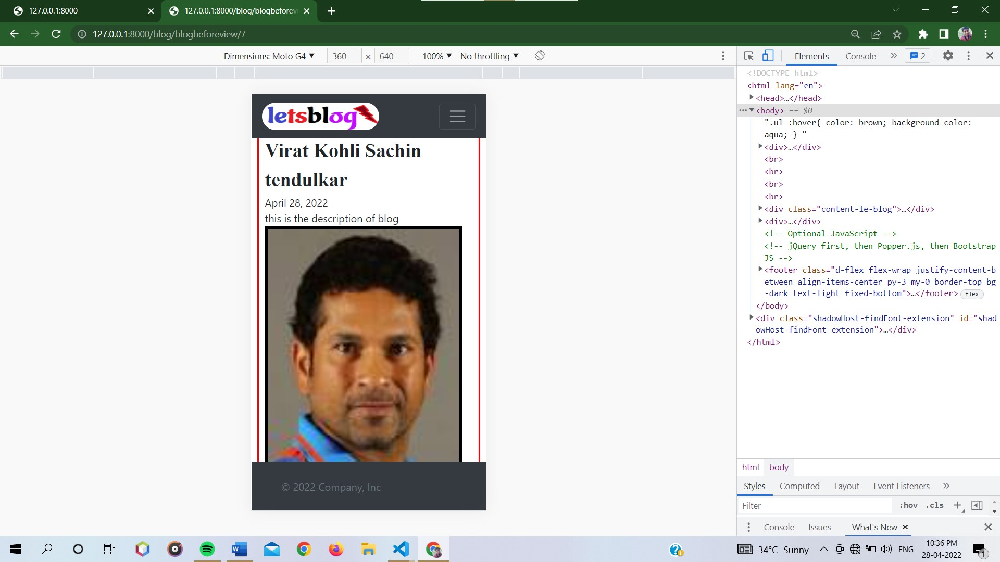 127.0.0.1:8000
127.0.0.1:8000/blog/blogbeforevi
127.0.0.1:8000/blog/blogbeforeview/7
Dimensions: Moto G4 360 × 640 100% No throttling
Elements Console » 2
letsblog
Virat Kohli Sachin
tendulkar
April 28, 2022
this is the description of blog
© 2022 Company, Inc
<!DOCTYPE html>
<html lang="en">
<head>…</head>
<body> == $0
".ul :hover{ color: brown; background-color:
aqua; } "
<div>…</div>
<br>
<br>
<br>
<br>
<div class="content-le-blog">…</div>
<div>…</div>
<!-- Optional JavaScript -->
<!-- jQuery first, then Popper.js, then Bootstrap
JS -->
<footer class="d-flex flex-wrap justify-content-b
etween align-items-center py-3 my-0 border-top bg
-dark text-light fixed-bottom">…</footer> flex
</body>
<div class="shadowHost-findFont-extension" id="shad
owHost-findFont-extension">…</div>
</html>
html body
Styles Computed Layout Event Listeners »
Filter :hov .cls +
Console Issues What's New
34°C Sunny ENG
10:36 PM
28-04-2022
1